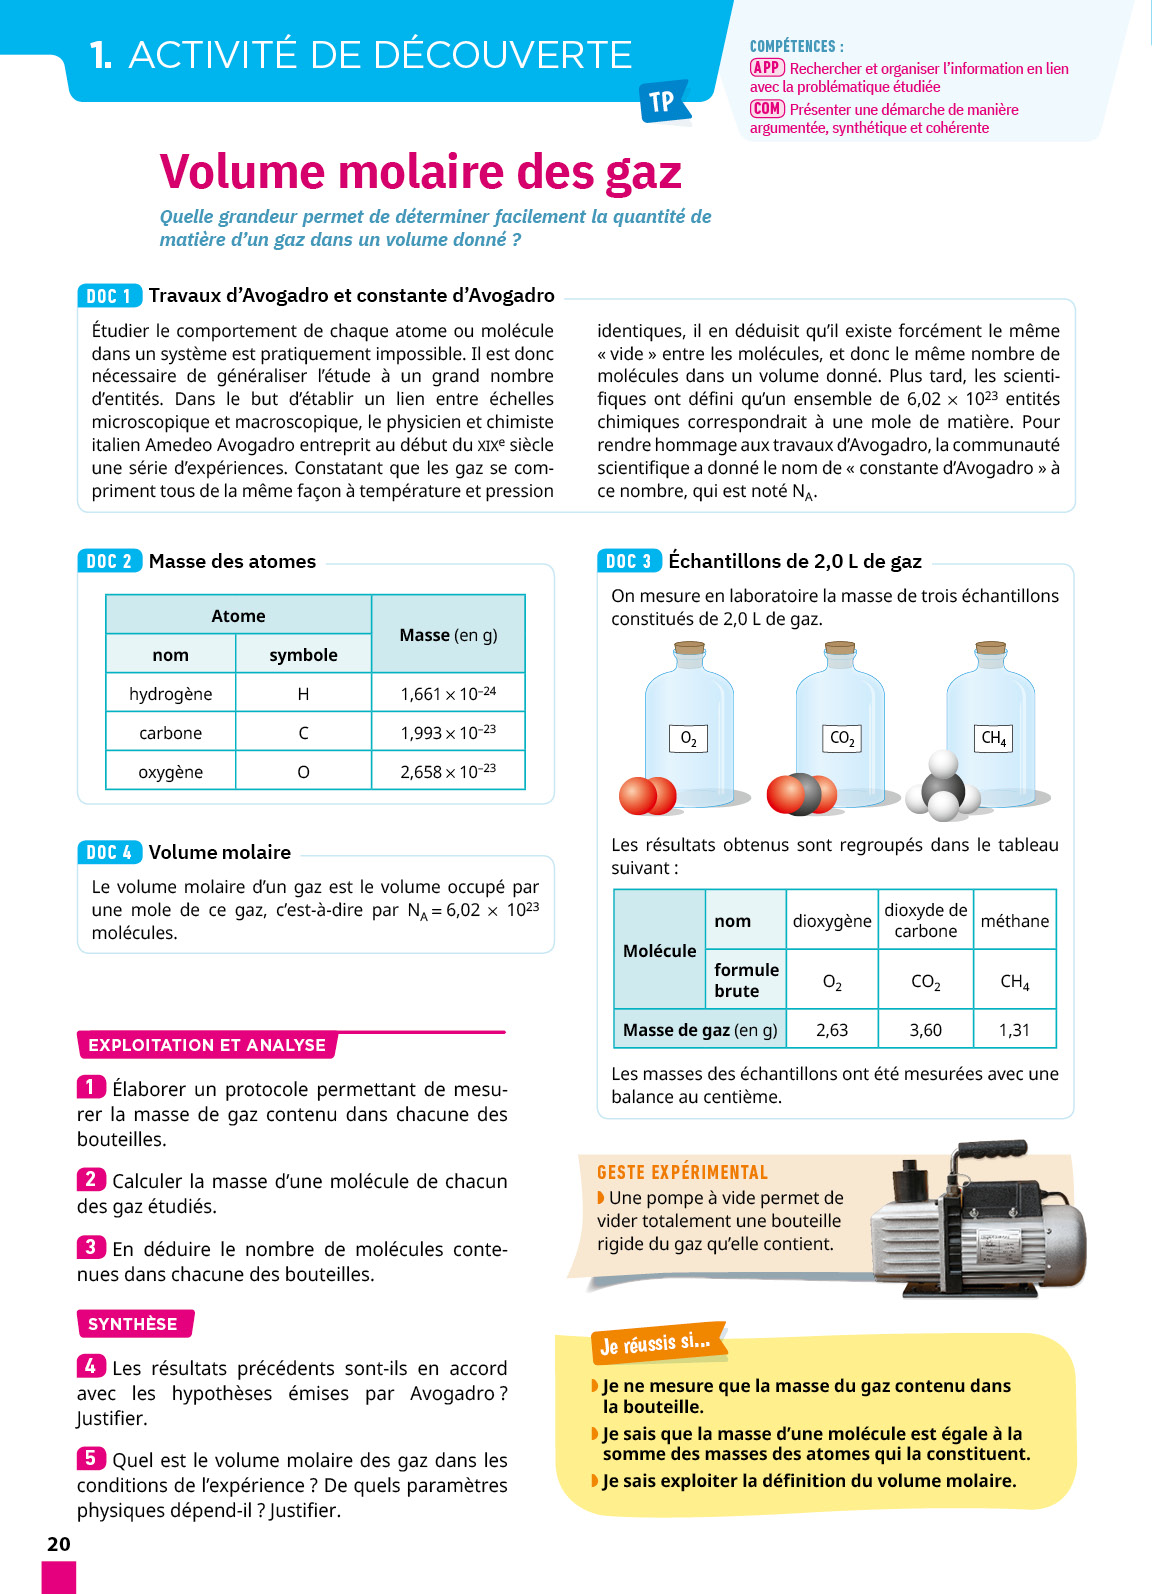 1. ACTIVITÉ DE DÉCOUVERTE
TP
COMPÉTENCES :
APP Rechercher et organiser l'information en lien
avec la problématique étudiée
COM Présenter une démarche de manière
argumentée, synthétique et cohérente
Volume molaire des gaz
Quelle grandeur permet de déterminer facilement la quantité de
matière d'un gaz dans un volume donné ?
DOC 1 Travaux d'Avogadro et constante d'Avogadro
Étudier le comportement de chaque atome ou molécule
dans un système est pratiquement impossible. Il est donc
nécessaire de généraliser l'étude à un grand nombre
d'entités. Dans le but d'établir un lien entre échelles
microscopique et macroscopique, le physicien et chimiste
italien Amedeo Avogadro entreprit au début du XIXe siècle
une série d'expériences. Constatant que les gaz se com-
priment tous de la même façon à température et pression
identiques, il en déduisit qu'il existe forcément le même
« vide » entre les molécules, et donc le même nombre de
molécules dans un volume donné. Plus tard, les scienti-
fiques ont défini qu'un ensemble de 6,02 × 10²³ entités
chimiques correspondrait à une mole de matière. Pour
rendre hommage aux travaux d'Avogadro, la communauté
scientifique a donné le nom de « constante d'Avogadro » à
ce nombre, qui est noté NA.
DOC 2 Masse des atomes
Atome
Masse (en g)
nom symbole
hydrogène H 1,661 × 10⁻²⁴
carbone C 1,993 × 10⁻²³
oxygène O 2,658 × 10⁻²³
DOC 4 Volume molaire
Le volume molaire d'un gaz est le volume occupé par
une mole de ce gaz, c'est-à-dire par NA = 6,02 × 10²³
molécules.
DOC 3 Échantillons de 2,0 L de gaz
On mesure en laboratoire la masse de trois échantillons
constitués de 2,0 L de gaz.
O₂ CO₂ CH₄
Les résultats obtenus sont regroupés dans le tableau
suivant :
Molécule
nom dioxygène dioxyde de carbone méthane
formule brute O₂ CO₂ CH₄
Masse de gaz (en g) 2,63 3,60 1,31
Les masses des échantillons ont été mesurées avec une
balance au centième.
EXPLOITATION ET ANALYSE
1 Élaborer un protocole permettant de mesu-
rer la masse de gaz contenu dans chacune des
bouteilles.
2 Calculer la masse d'une molécule de chacun
des gaz étudiés.
3 En déduire le nombre de molécules conte-
nues dans chacune des bouteilles.
SYNTHÈSE
4 Les résultats précédents sont-ils en accord
avec les hypothèses émises par Avogadro ?
Justifier.
5 Quel est le volume molaire des gaz dans les
conditions de l'expérience ? De quels paramètres
physiques dépend-il ? Justifier.
GESTE EXPÉRIMENTAL
Une pompe à vide permet de
vider totalement une bouteille
rigide du gaz qu'elle contient.
Je réussis si...
Je ne mesure que la masse du gaz contenu dans
la bouteille.
Je sais que la masse d'une molécule est égale à la
somme des masses des atomes qui la constituent.
Je sais exploiter la définition du volume molaire.
20